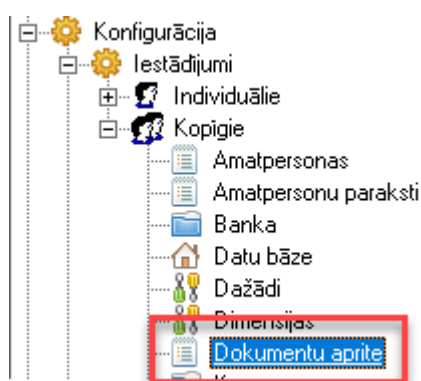 Konfigurācija
Iestādījumi
Individuālie
Kopīgie
Amatpersonas
Amatpersonu paraksti
Banka
Datu bāze
Dažādi
Dimensijas
Dokumentu aprite